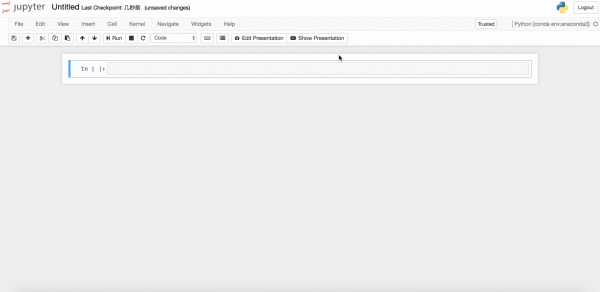 jupyter Untitled Last Checkpoint: 几秒前 (unsaved changes) Logout
File Edit View Insert Cell Kernel Navigate Widgets Help Trusted Python [conda env:anaconda3]
Run Code Edit Presentation Show Presentation
In [ ]: